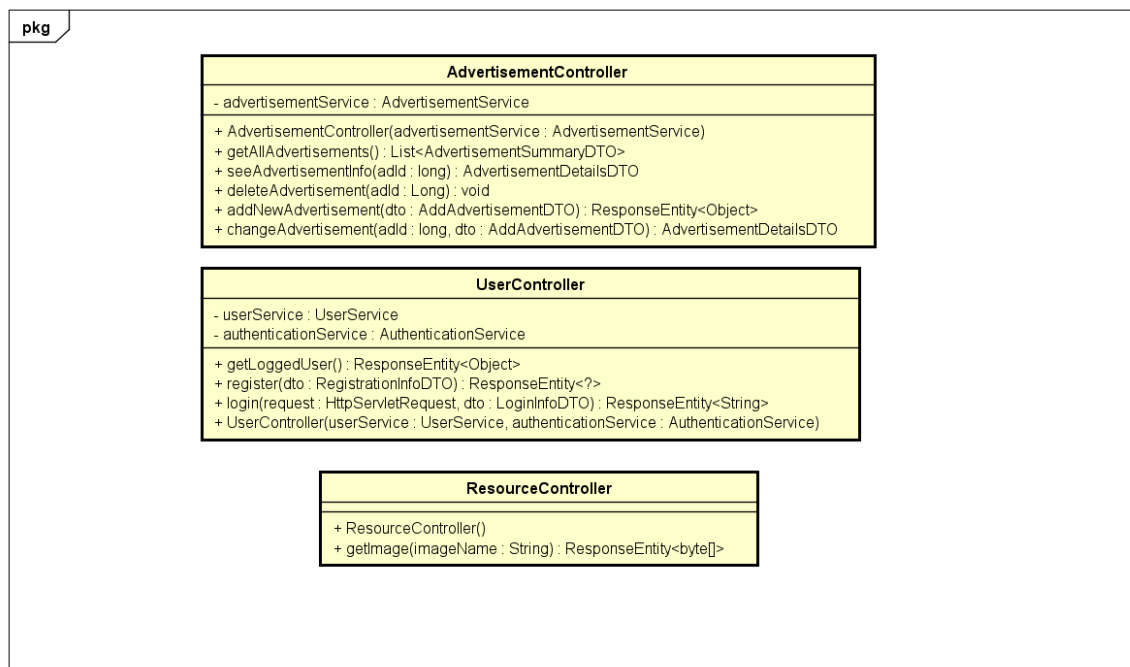 pkg
AdvertisementController
- advertisementService : AdvertisementService
+ AdvertisementController(advertisementService : AdvertisementService)
+ getAllAdvertisements() : List<AdvertisementSummaryDTO>
+ seeAdvertisementInfo(adId : long) : AdvertisementDetailsDTO
+ deleteAdvertisement(adId : Long) : void
+ addNewAdvertisement(dto : AddAdvertisementDTO) : ResponseEntity<Object>
+ changeAdvertisement(adId : long, dto : AddAdvertisementDTO) : AdvertisementDetailsDTO
UserController
- userService : UserService
- authenticationService : AuthenticationService
+ getLoggedUser() : ResponseEntity<Object>
+ register(dto : RegistrationInfoDTO) : ResponseEntity<?>
+ login(request : HttpServletRequest, dto : LoginInfoDTO) : ResponseEntity<String>
+ UserController(userService : UserService, authenticationService : AuthenticationService)
ResourceController
+ ResourceController()
+ getImage(imageName : String) : ResponseEntity<byte[]>